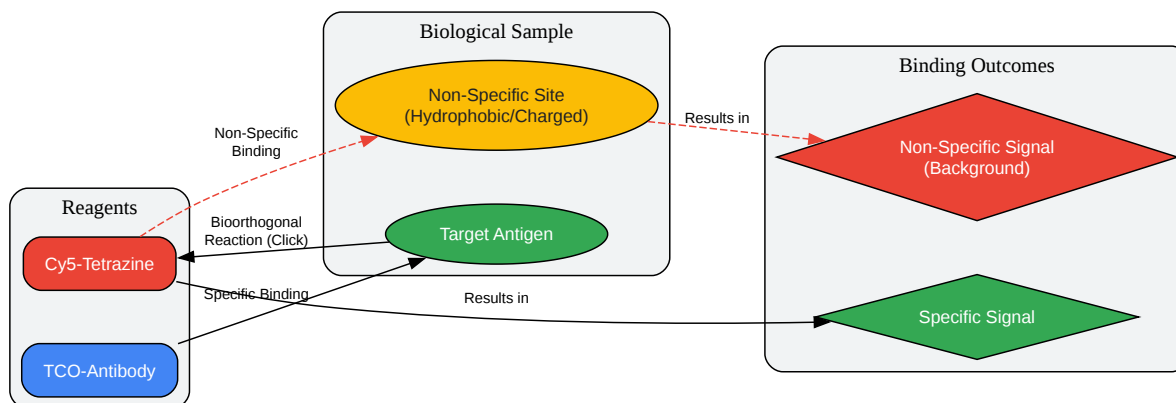 Biological Sample
Non-Specific Site
(Hydrophobic/Charged)
Target Antigen
Binding Outcomes
Non-Specific Signal
(Background)
Specific Signal
Reagents
Cy5-Tetrazine
TCO-Antibody
Non-Specific
Binding
Results in
Bioorthogonal
Reaction (Click)
Specific Binding
Results in